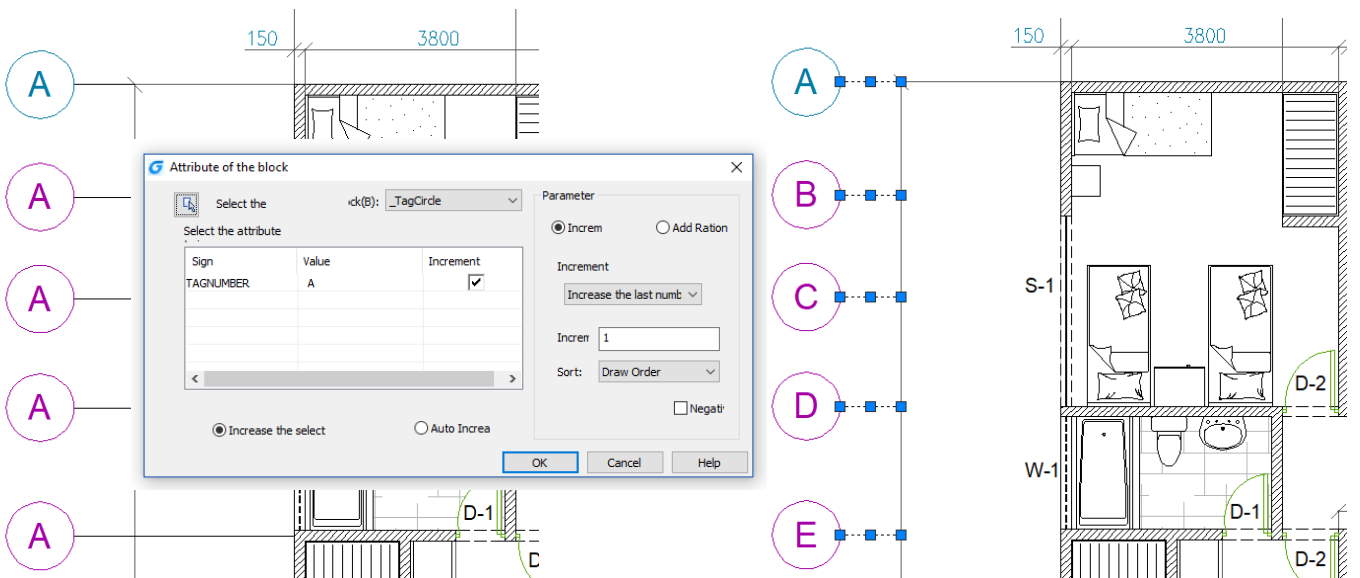 150 3800
A
A
A
A
A
Attribute of the block
Select the ck(B): _TagCircle
Select the attribute
Sign Value Increment
TAGNUMBER A
Increase the select Auto Increa
Parameter
Increm Add Ration
Increment
Increase the last numb
Increm 1
Sort: Draw Order
Negati
OK Cancel Help
D-1
D
150 3800
A
B
C
D
E
S-1
D-2
W-1
D-1
D-2